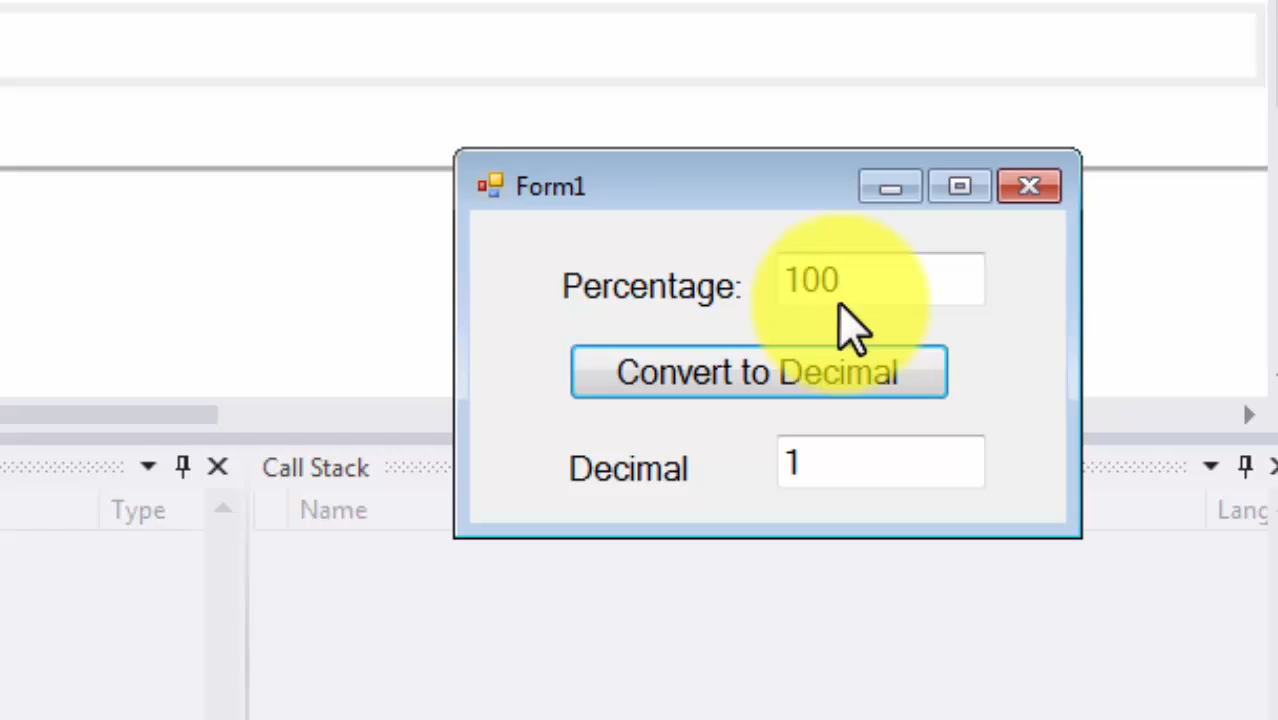 Form1
Percentage: 100
Convert to Decimal
Decimal 1
Call Stack
Type Name Lang